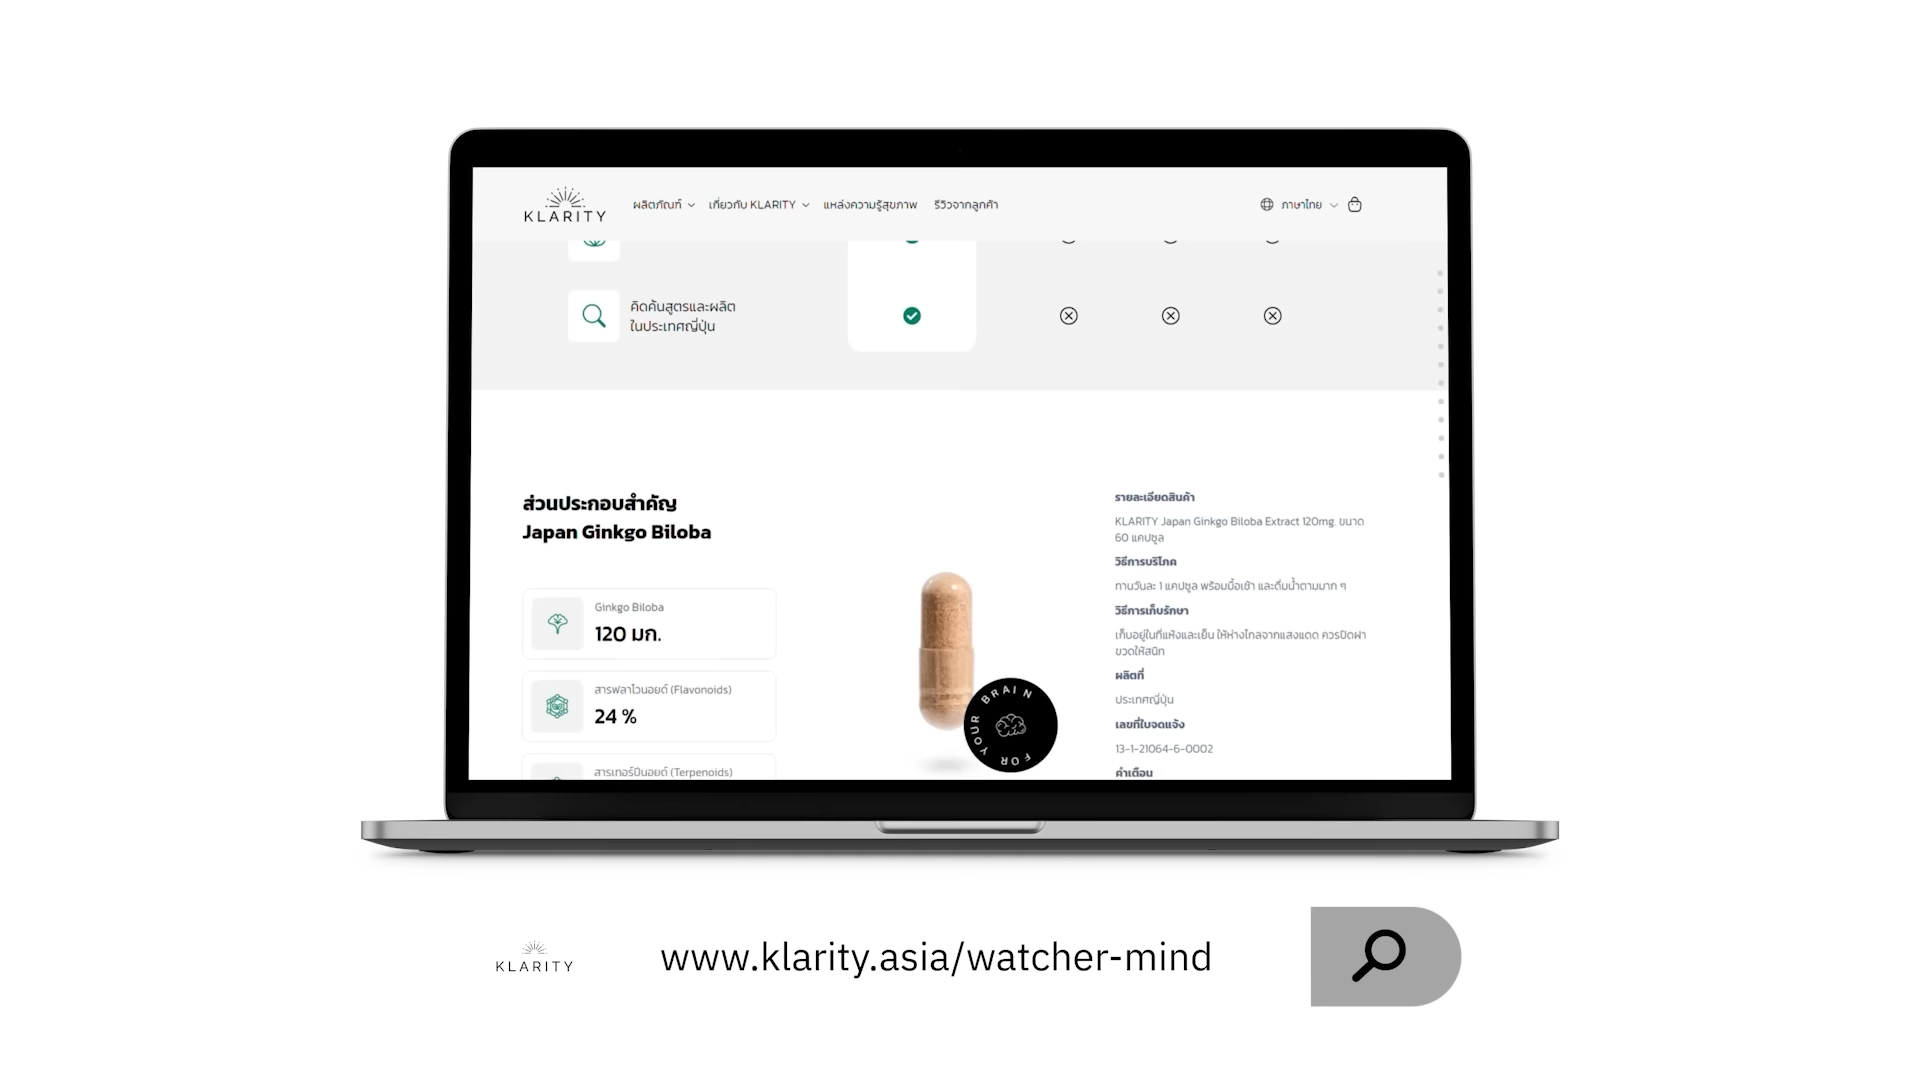 KLARITY
ผลิตภัณฑ์
เกี่ยวกับ KLARITY
แหล่งความรู้สุขภาพ
รีวิวจากลูกค้า
ภาษาไทย
คิดค้นสูตรและผลิต
ในประเทศญี่ปุ่น
ส่วนประกอบสำคัญ
Japan Ginkgo Biloba
Ginkgo Biloba
120 มก.
สารฟลาโวนอยด์ (Flavonoids)
24 %
สารเทอร์ปีนอยด์ (Terpenoids)
FOR YOUR BRAIN
รายละเอียดสินค้า
KLARITY Japan Ginkgo Biloba Extract 120mg. ขนาด
60 แคปซูล
วิธีการบริโภค
ทานวันละ 1 แคปซูล พร้อมมื้อเช้า และดื่มน้ำตามมาก ๆ
วิธีการเก็บรักษา
เก็บอยู่ในที่แห้งและเย็น ให้ห่างไกลจากแสงแดด ควรปิดฝา
ขวดให้สนิท
ผลิตที่
ประเทศญี่ปุ่น
เลขที่ใบจดแจ้ง
13-1-21064-6-0002
คำเตือน
KLARITY
www.klarity.asia/watcher-mind